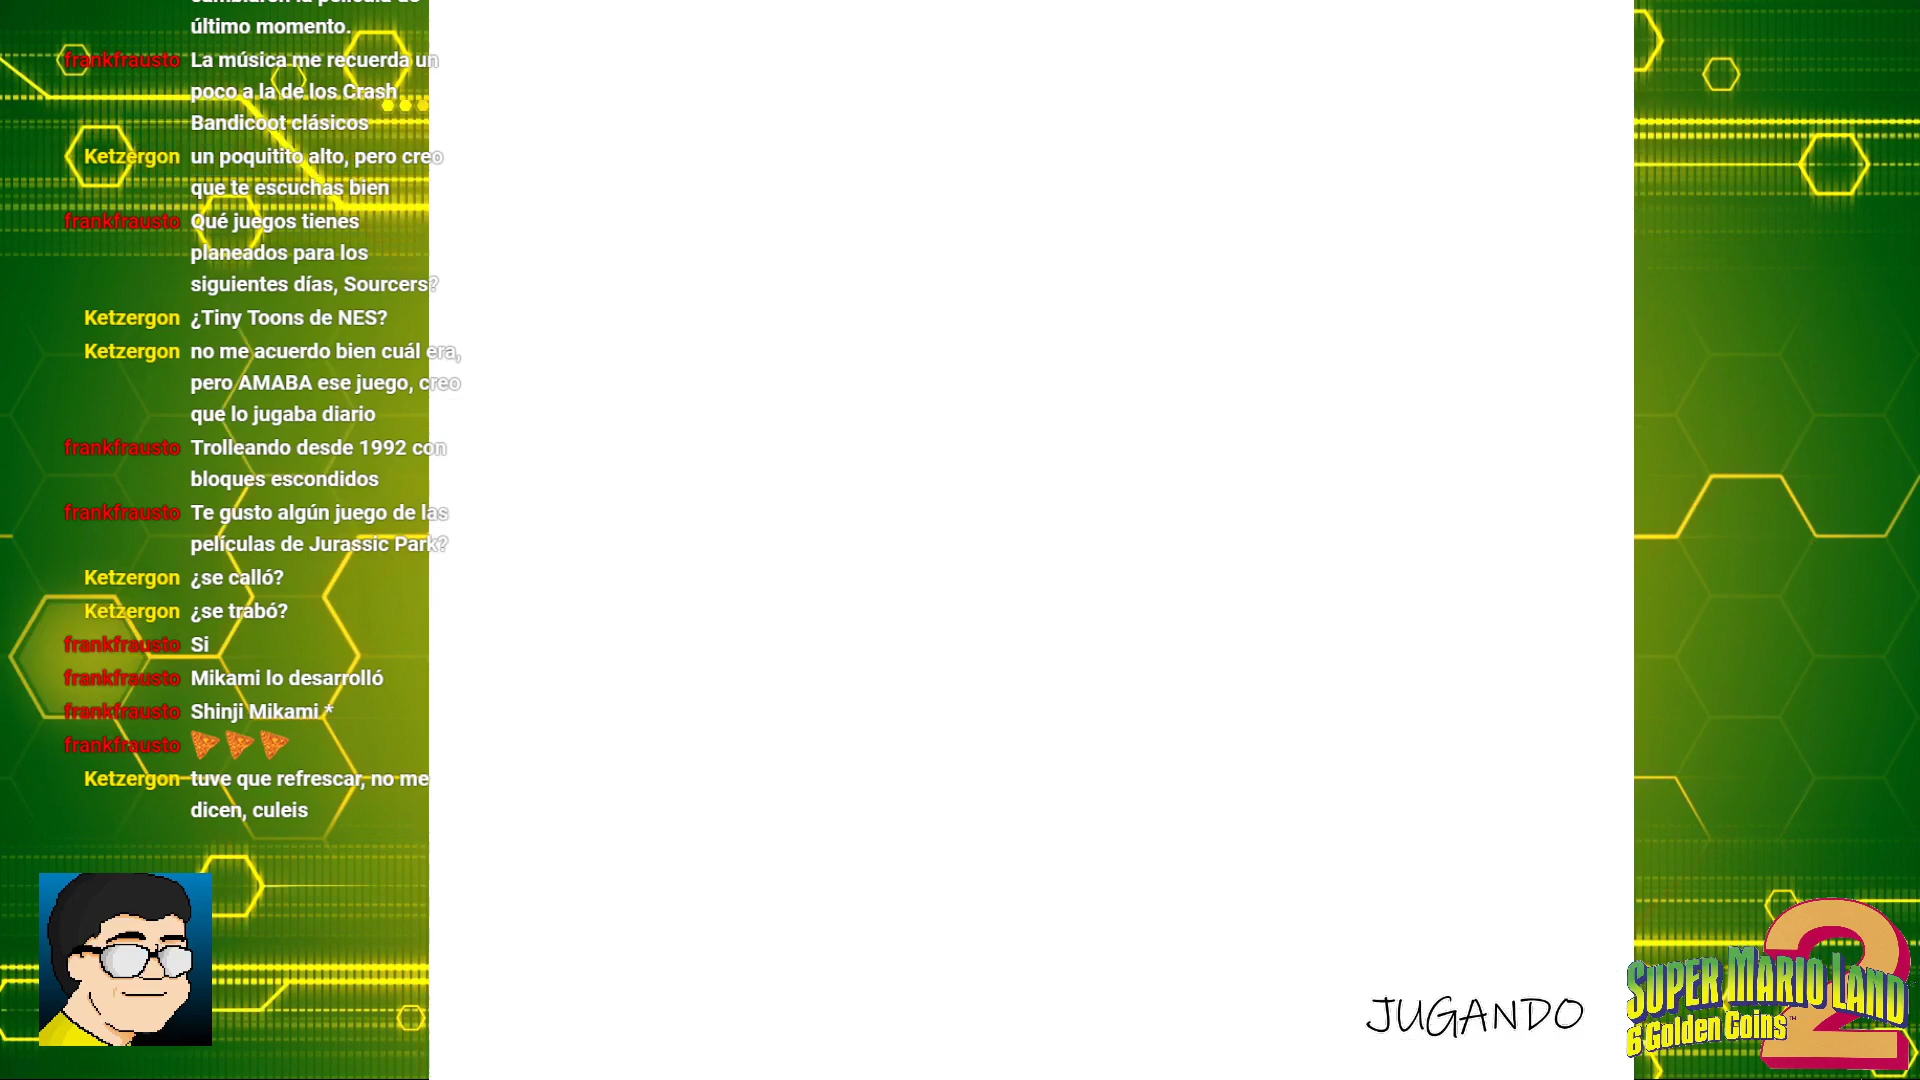 último momento.
frankfrausto La música me recuerda un
poco a la de los Crash
Bandicoot clásicos
Ketzergon un poquitito alto, pero creo
que te escuchas bien
frankfrausto Qué juegos tienes
planeados para los
siguientes días, Sourcers?
Ketzergon ¿Tiny Toons de NES?
Ketzergon no me acuerdo bien cuál era,
pero AMABA ese juego, creo
que lo jugaba diario
frankfrausto Trolleando desde 1992 con
bloques escondidos
frankfrausto Te gusto algún juego de las
películas de Jurassic Park?
Ketzergon ¿se calló?
Ketzergon ¿se trabó?
frankfrausto Si
frankfrausto Mikami lo desarrolló
frankfrausto Shinji Mikami *
frankfrausto
Ketzergon tuve que refrescar, no me
dicen, culeis
JUGANDO
SUPER MARIO LAND 2
6 Golden Coins™